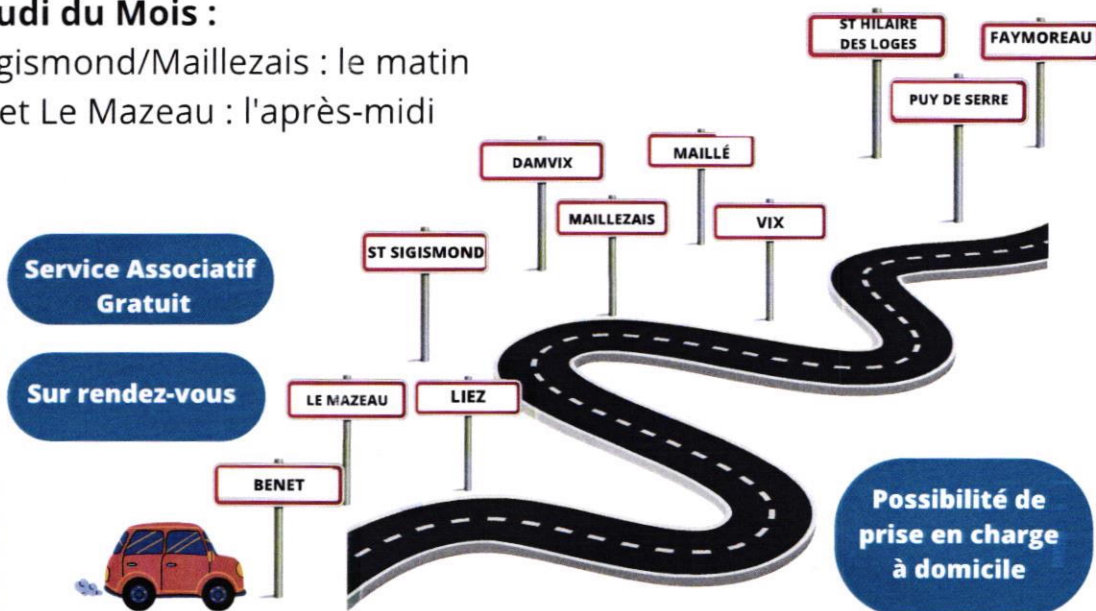 udi du Mois :
gismond/Maillezais : le matin
et Le Mazeau : l'après-midi
ST HILAIRE
DES LOGES
FAYMOREAU
PUY DE SERRE
DAMVIX
MAILLÉ
MAILLEZAIS
VIX
ST SIGISMOND
Service Associatif
Gratuit
Sur rendez-vous
LE MAZEAU
LIEZ
BENET
Possibilité de
prise en charge
à domicile